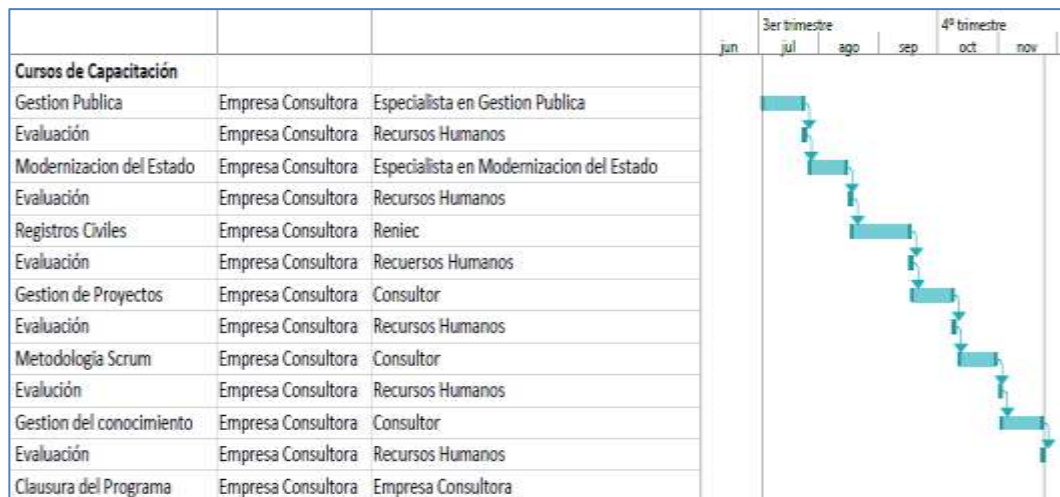 3er trimestre 4º trimestre
jun jul ago sep oct nov
Cursos de Capacitación
Gestion Publica Empresa Consultora Especialista en Gestion Publica
Evaluación Empresa Consultora Recursos Humanos
Modernizacion del Estado Empresa Consultora Especialista en Modernizacion del Estado
Evaluación Empresa Consultora Recursos Humanos
Registros Civiles Empresa Consultora Reniec
Evaluación Empresa Consultora Recuersos Humanos
Gestion de Proyectos Empresa Consultora Consultor
Evaluación Empresa Consultora Recursos Humanos
Metodologia Scrum Empresa Consultora Consultor
Evalución Empresa Consultora Recursos Humanos
Gestion del conocimiento Empresa Consultora Consultor
Evaluación Empresa Consultora Recursos Humanos
Clausura del Programa Empresa Consultora Empresa Consultora